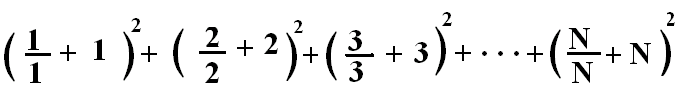 (1/1 + 1)² + (2/2 + 2)² + (3/3 + 3)² + · · · + (N/N + N)²